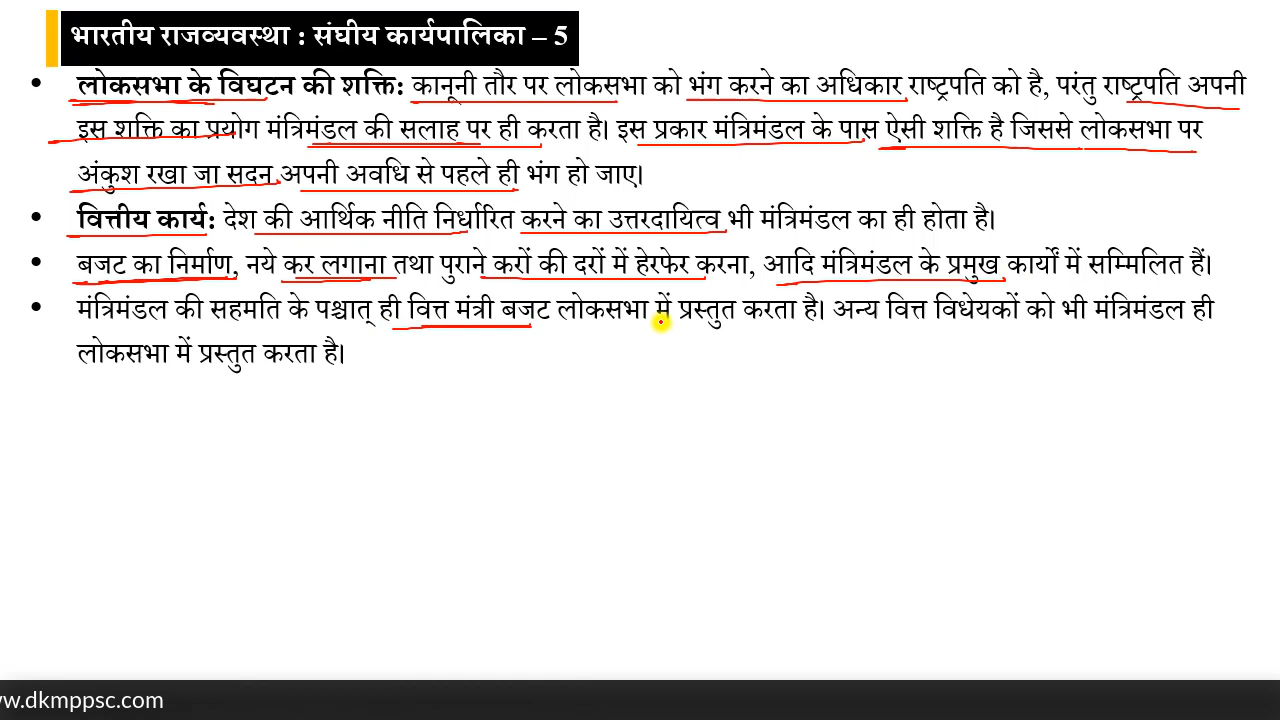 भारतीय राजव्यवस्था : संघीय कार्यपालिका – 5
• लोकसभा के विघटन की शक्ति: कानूनी तौर पर लोकसभा को भंग करने का अधिकार राष्ट्रपति को है, परंतु राष्ट्रपति अपनी
इस शक्ति का प्रयोग मंत्रिमंडल की सलाह पर ही करता है। इस प्रकार मंत्रिमंडल के पास ऐसी शक्ति है जिससे लोकसभा पर
अंकुश रखा जा सदन अपनी अवधि से पहले ही भंग हो जाए।
• वित्तीय कार्य: देश की आर्थिक नीति निर्धारित करने का उत्तरदायित्व भी मंत्रिमंडल का ही होता है।
• बजट का निर्माण, नये कर लगाना तथा पुराने करों की दरों में हेरफेर करना, आदि मंत्रिमंडल के प्रमुख कार्यों में सम्मिलित हैं।
• मंत्रिमंडल की सहमति के पश्चात् ही वित्त मंत्री बजट लोकसभा में प्रस्तुत करता है। अन्य वित्त विधेयकों को भी मंत्रिमंडल ही
लोकसभा में प्रस्तुत करता है।
w.dkmppsc.com